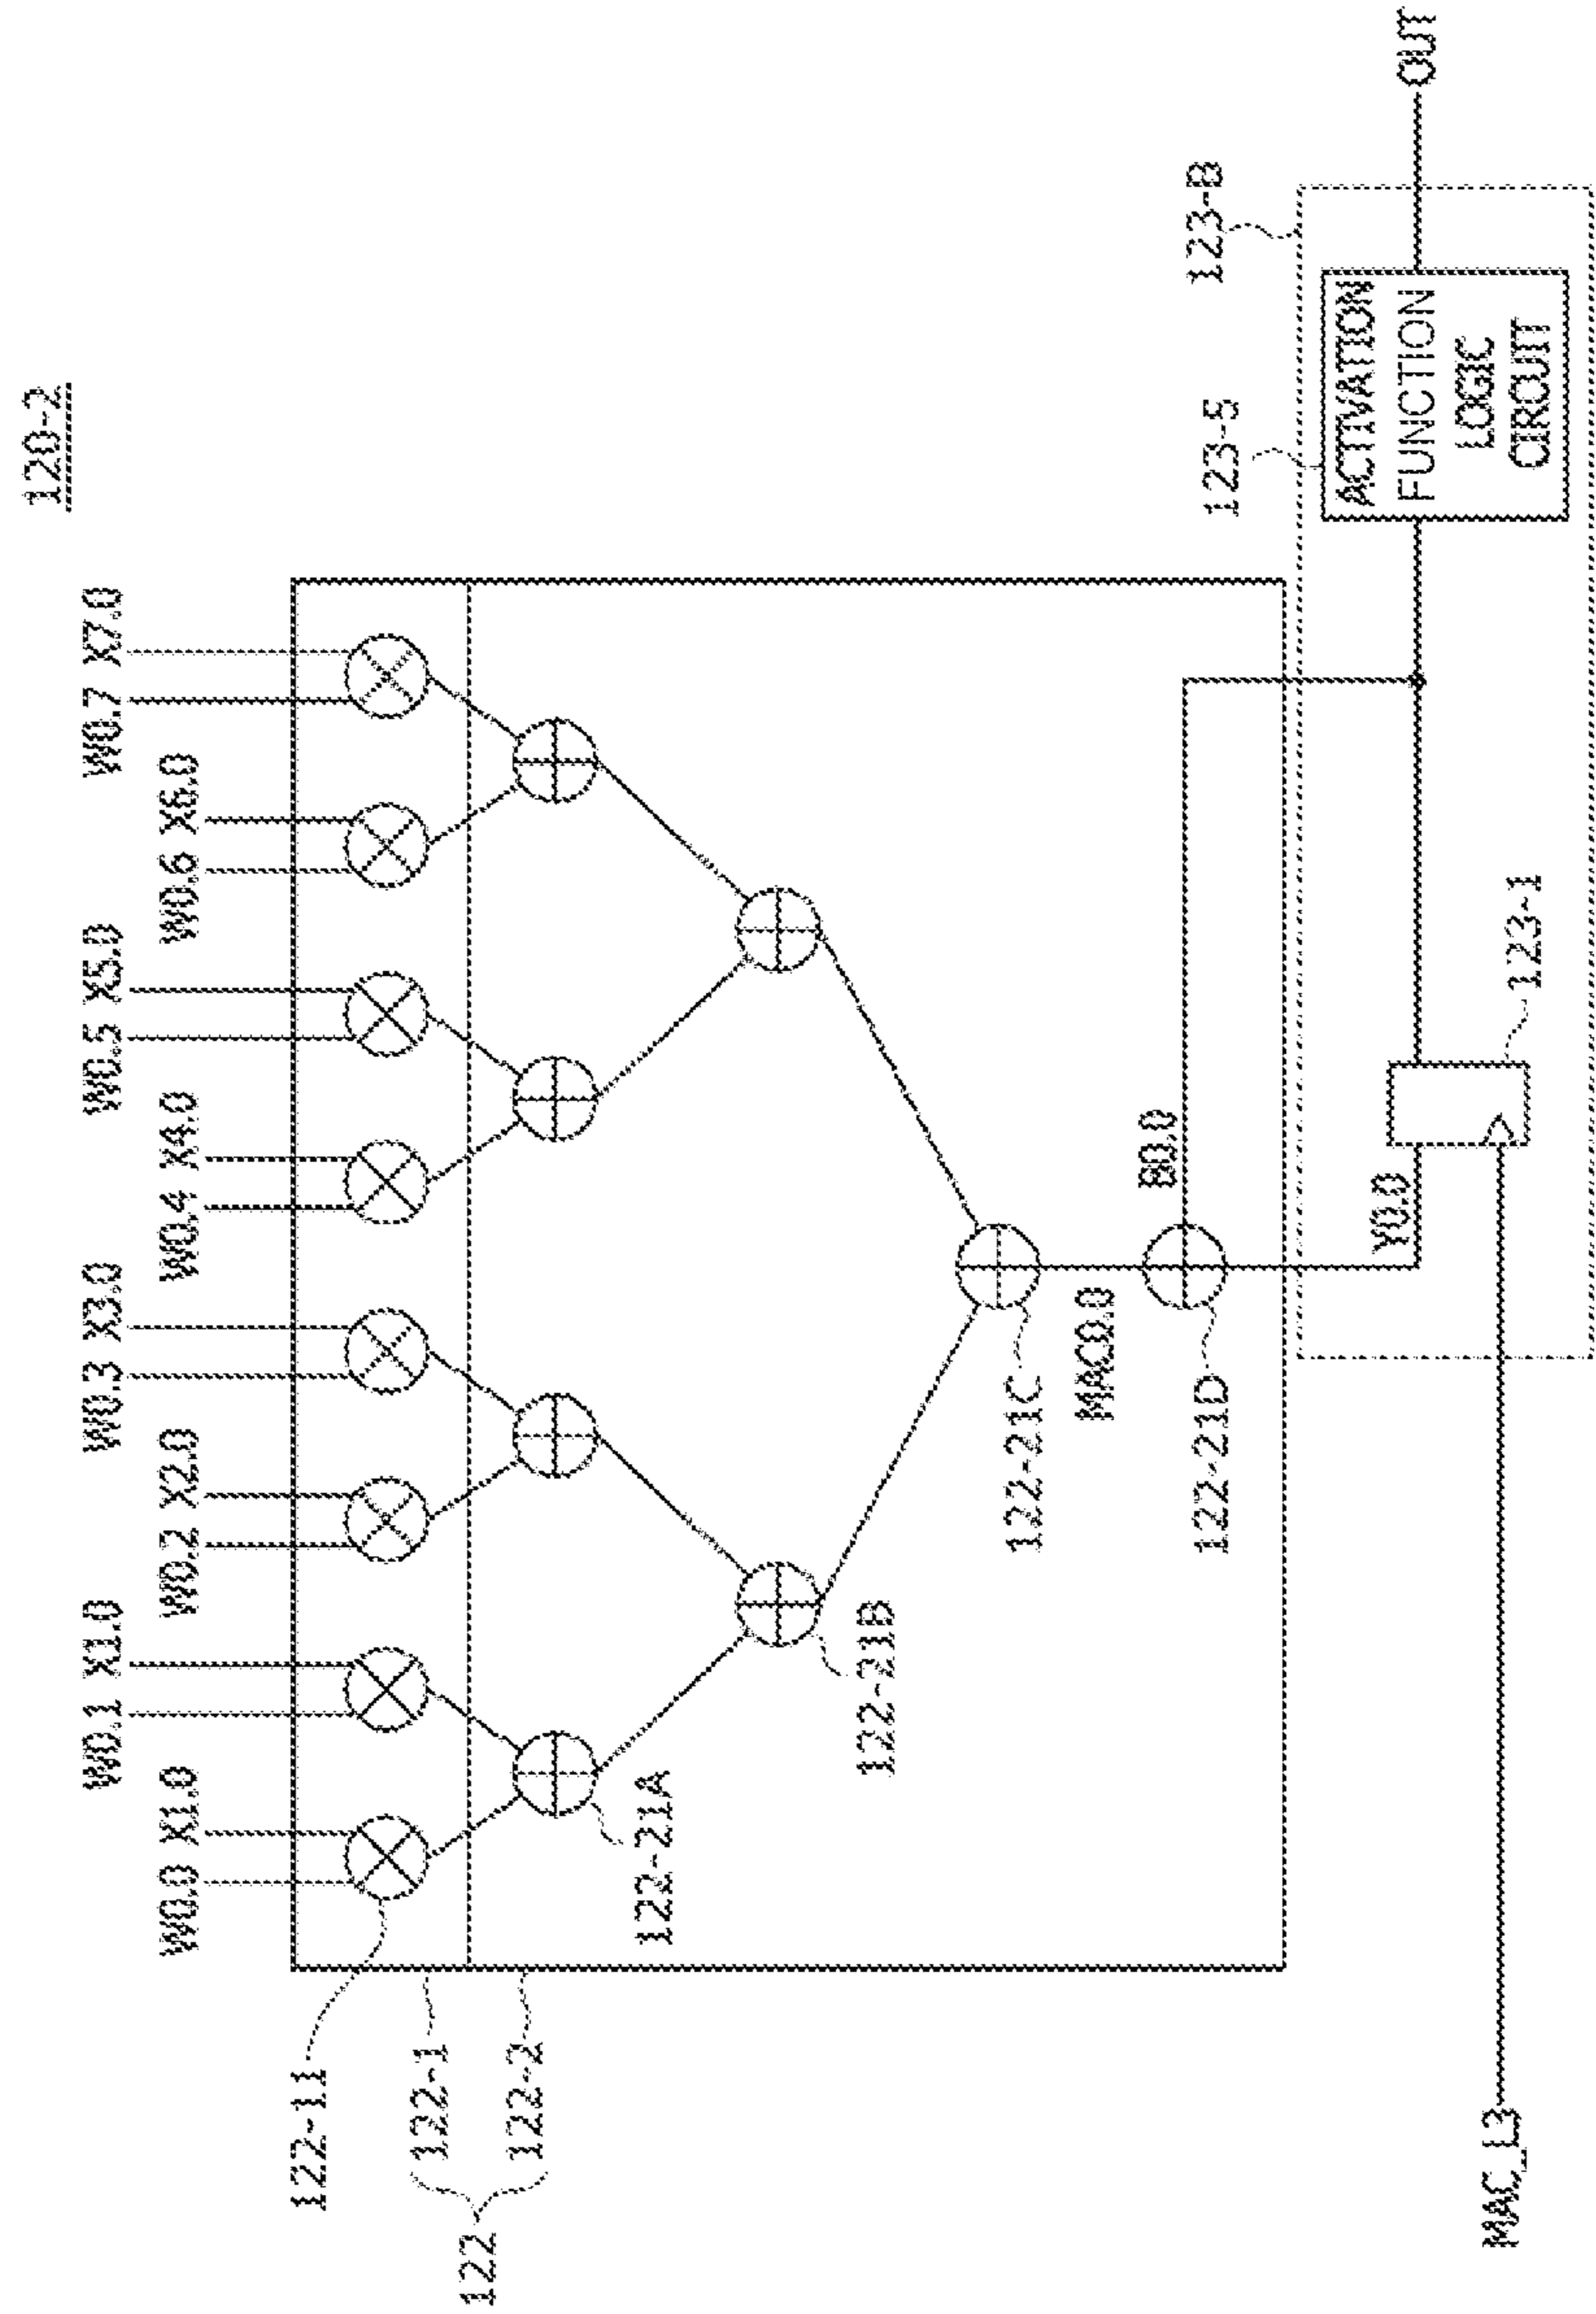 120-2
W0.0 X1.0
W0.1 X1.0
W0.2 X2.0
W0.3 X3.0
W0.4 X4.0
W0.5 X5.0
W0.6 X6.0
W0.7 X7.0
122-11
122-1
122-2
122
122-21A
122-21B
122-21C
MAC0.0
B0.0
122-21D
Y0.0
123-1
123-B
123-5
ACTIVATION
FUNCTION
LOGIC
CIRCUIT
OUT
MAC_L3